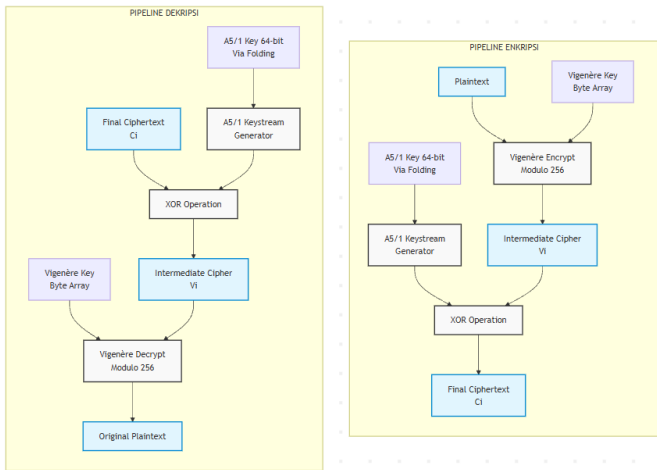 PIPELINE DEKRIPSI
A5/1 Key 64-bit
Via Folding
Final Ciphertext
Ci
A5/1 Keystream
Generator
XOR Operation
Vigenère Key
Byte Array
Intermediate Cipher
Vi
Vigenère Decrypt
Modulo 256
Original Plaintext
PIPELINE ENKRIPSI
Plaintext
Vigenère Key
Byte Array
A5/1 Key 64-bit
Via Folding
Vigenère Encrypt
Modulo 256
A5/1 Keystream
Generator
Intermediate Cipher
Vi
XOR Operation
Final Ciphertext
Ci